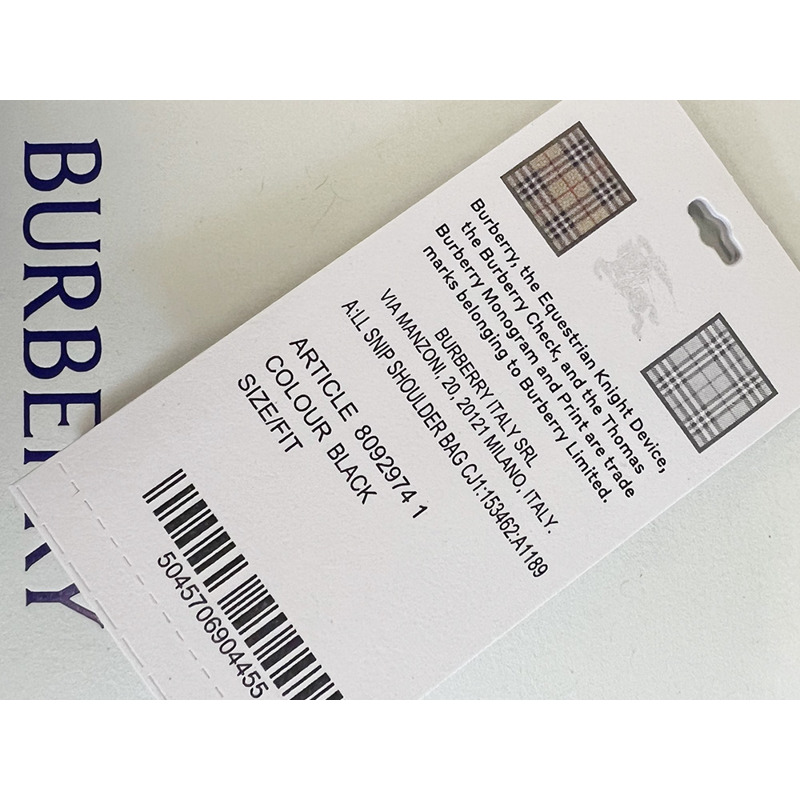 BURBERRY
Burberry, the Equestrian Knight Device,
the Burberry Check, and the Thomas
Burberry Monogram and Print are trade
marks belonging to Burberry Limited.
BURBERRY ITALY SRL
VIA MANZONI, 20, 20121 MILANO, ITALY.
A:LL SNIP SHOULDER BAG CJ1:153462:A1189
ARTICLE 8092974 1
COLOUR BLACK
SIZE/FIT
5045706904455